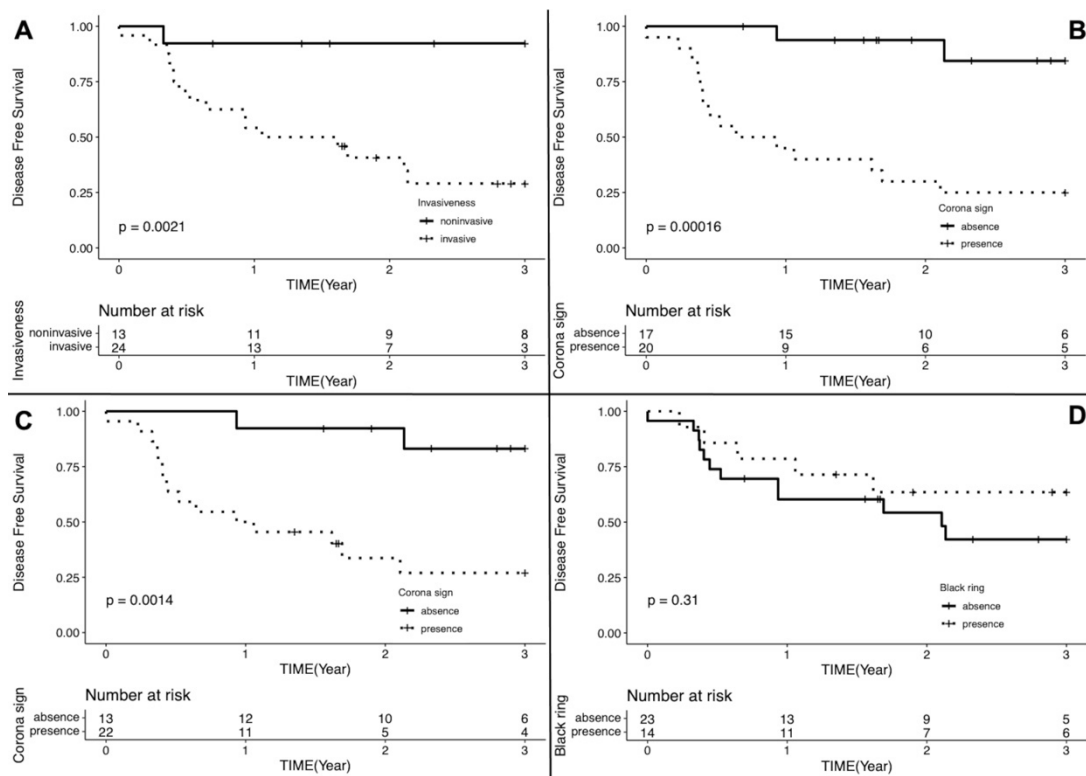 A
Disease Free Survival
1.00
0.75
0.50
0.25
0.00
p = 0.0021
Invasiveness
noninvasive
invasive
0 1 2 3
TIME(Year)
Number at risk
Invasiveness
noninvasive 13 11 9 8
invasive 24 13 7 3
0 1 2 3
TIME(Year)
B
Disease Free Survival
1.00
0.75
0.50
0.25
0.00
p = 0.00016
Corona sign
absence
presence
0 1 2 3
TIME(Year)
Number at risk
Corona sign
absence 17 15 10 6
presence 20 9 6 5
0 1 2 3
TIME(Year)
C
Disease Free Survival
1.00
0.75
0.50
0.25
0.00
p = 0.0014
Corona sign
absence
presence
0 1 2 3
TIME(Year)
Number at risk
Corona sign
absence 13 12 10 6
presence 22 11 5 4
0 1 2 3
TIME(Year)
D
Disease Free Survival
1.00
0.75
0.50
0.25
0.00
p = 0.31
Black ring
absence
presence
0 1 2 3
TIME(Year)
Number at risk
Black ring
absence 23 13 9 5
presence 14 11 7 6
0 1 2 3
TIME(Year)